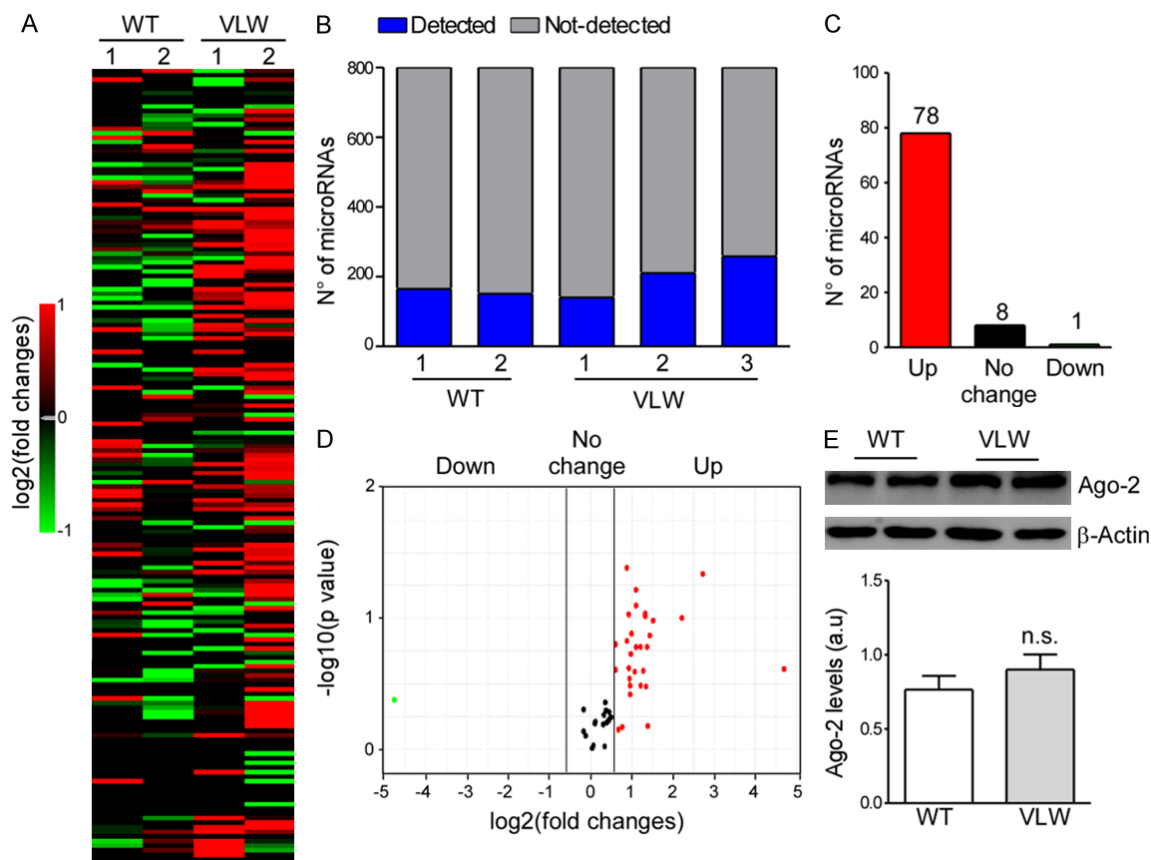 A
WT VLW
1 2 1 2
log2(fold changes)
1
0
-1
B
Detected Not-detected
N° of microRNAs
800
600
400
200
0
1 2 1 2 3
WT VLW
C
N° of microRNAs
100
80
60
40
20
0
78
8
1
Up No change Down
D
Down No change Up
-log10(p value)
2
1
0
-5 -4 -3 -2 -1 0 1 2 3 4 5
log2(fold changes)
E
WT VLW
Ago-2
β-Actin
Ago-2 levels (a.u)
1.5
1.0
0.5
0.0
n.s.
WT VLW